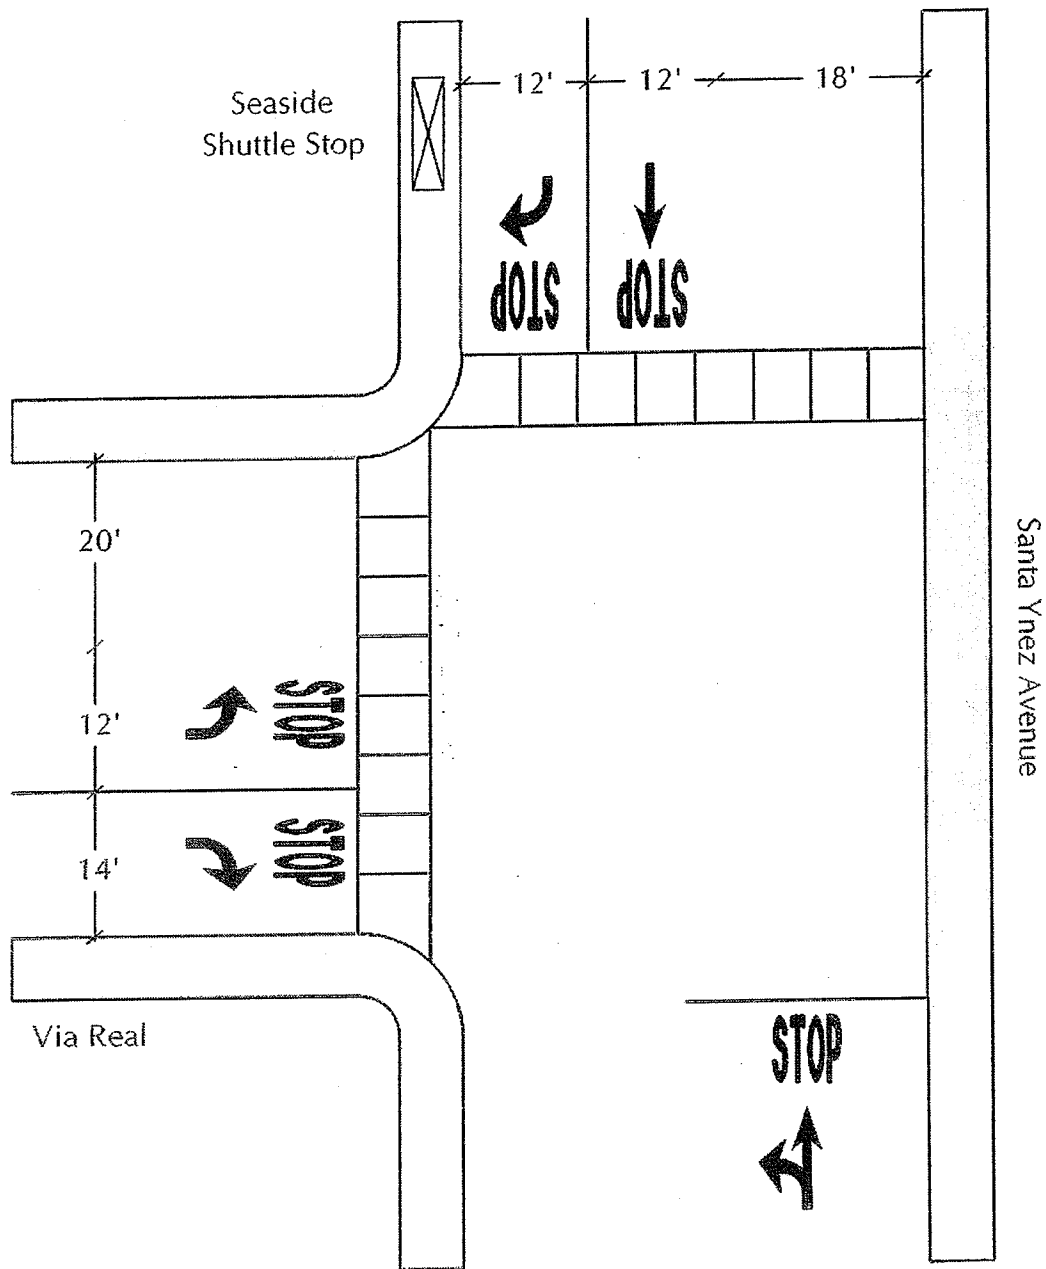 12'
12'
18'
Seaside
Shuttle Stop
STOP
STOP
20'
Santa Ynez Avenue
STOP
12'
STOP
14'
Via Real
STOP